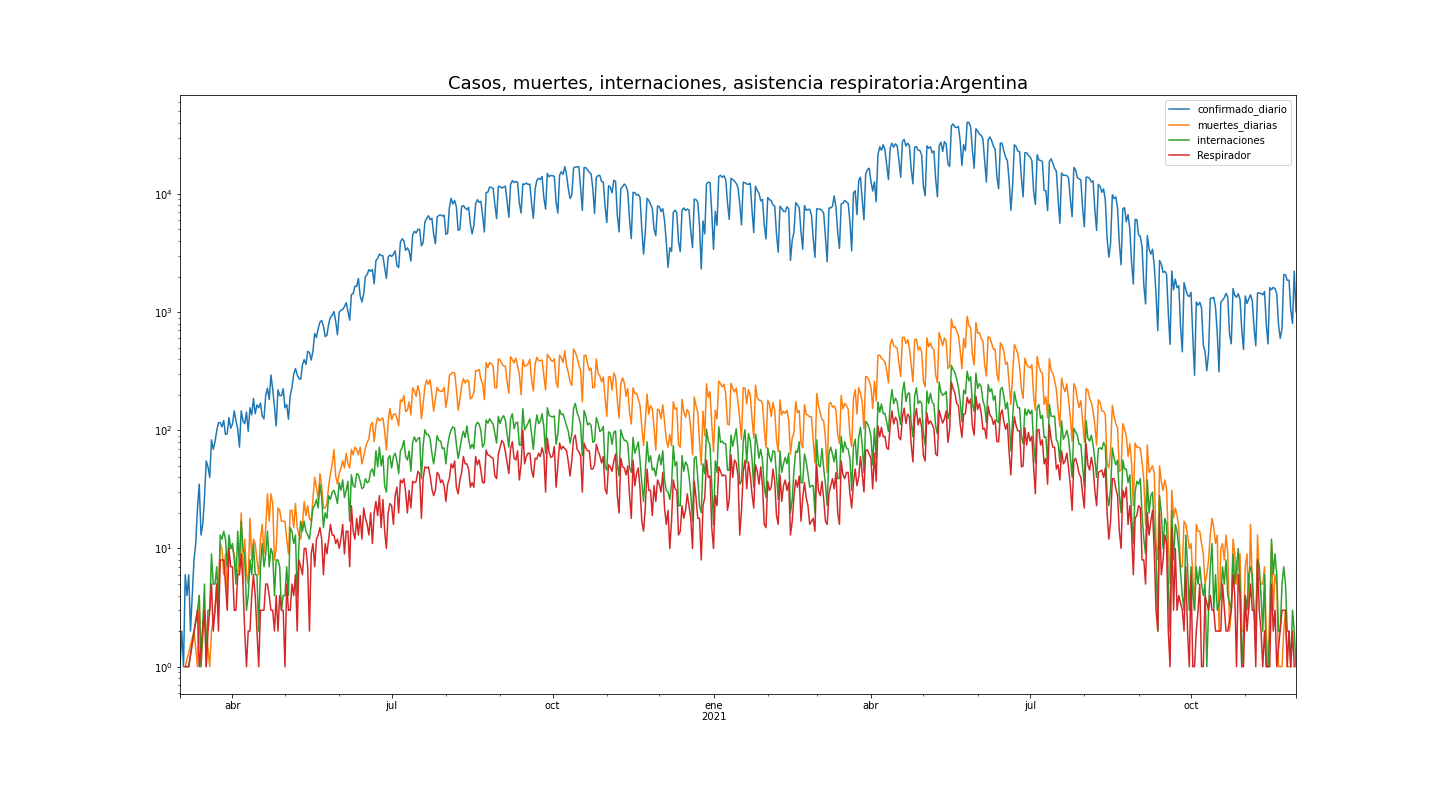 Casos, muertes, internaciones, asistencia respiratoria:Argentina
confirmado_diario
muertes_diarias
internaciones
Respirador
10⁴
10³
10²
10¹
10⁰
abr jul oct ene abr jul oct
2021